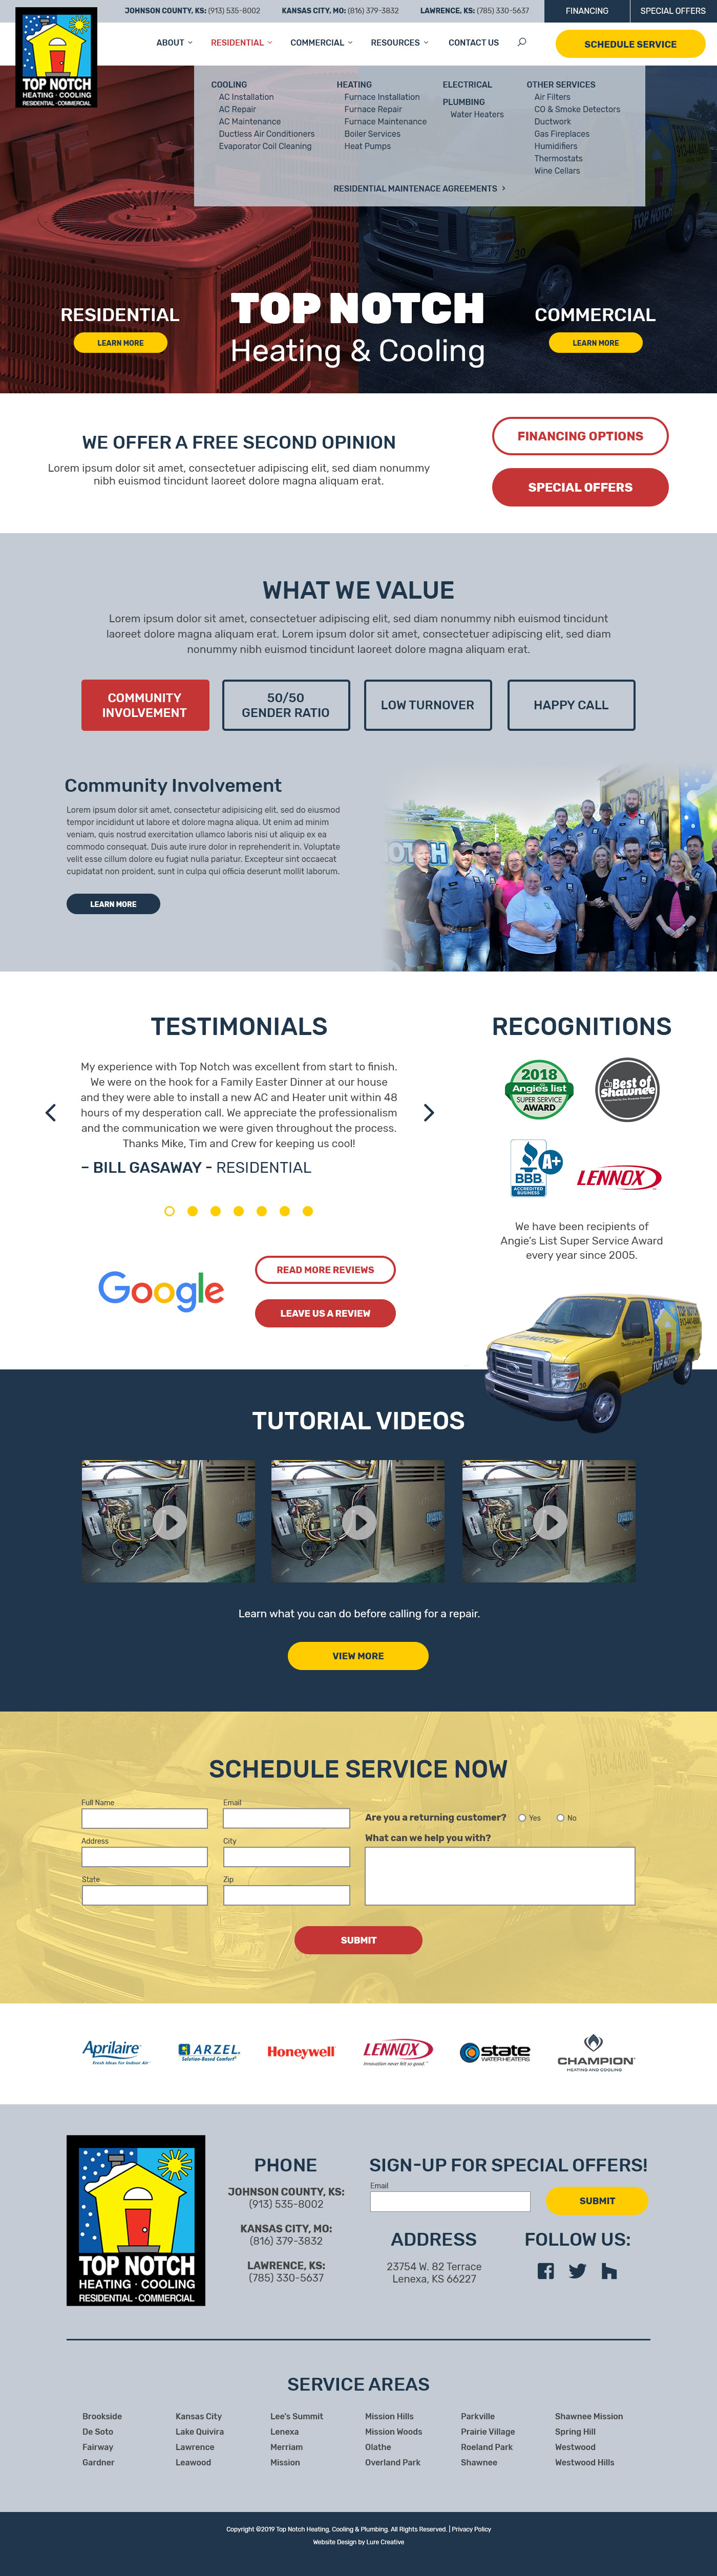 JOHNSON COUNTY, KS: (913) 535-8002
KANSAS CITY, MO: (816) 379-3832
LAWRENCE, KS: (785) 330-5637
FINANCING
SPECIAL OFFERS
TOP NOTCH
HEATING · COOLING
RESIDENTIAL · COMMERCIAL
ABOUT
RESIDENTIAL
COMMERCIAL
RESOURCES
CONTACT US
SCHEDULE SERVICE
COOLING
AC Installation
AC Repair
AC Maintenance
Ductless Air Conditioners
Evaporator Coil Cleaning
HEATING
Furnace Installation
Furnace Repair
Furnace Maintenance
Boiler Services
Heat Pumps
ELECTRICAL
PLUMBING
Water Heaters
OTHER SERVICES
Air Filters
CO & Smoke Detectors
Ductwork
Gas Fireplaces
Humidifiers
Thermostats
Wine Cellars
RESIDENTIAL MAINTENACE AGREEMENTS >
30
TOP NOTCH
RESIDENTIAL
LEARN MORE
TOP NOTCH
Heating & Cooling
COMMERCIAL
LEARN MORE
WE OFFER A FREE SECOND OPINION
Lorem ipsum dolor sit amet, consectetuer adipiscing elit, sed diam nonummy
nibh euismod tincidunt laoreet dolore magna aliquam erat.
FINANCING OPTIONS
SPECIAL OFFERS
WHAT WE VALUE
Lorem ipsum dolor sit amet, consectetuer adipiscing elit, sed diam nonummy nibh euismod tincidunt
laoreet dolore magna aliquam erat. Lorem ipsum dolor sit amet, consectetuer adipiscing elit, sed diam
nonummy nibh euismod tincidunt laoreet dolore magna aliquam erat.
COMMUNITY
INVOLVEMENT
50/50
GENDER RATIO
LOW TURNOVER
HAPPY CALL
Community Involvement
Lorem ipsum dolor sit amet, consectetur adipisicing elit, sed do eiusmod
tempor incididunt ut labore et dolore magna aliqua. Ut enim ad minim
veniam, quis nostrud exercitation ullamco laboris nisi ut aliquip ex ea
commodo consequat. Duis aute irure dolor in reprehenderit in. Voluptate
velit esse cillum dolore eu fugiat nulla pariatur. Excepteur sint occaecat
cupidatat non proident, sunt in culpa qui officia deserunt mollit laborum.
LEARN MORE
TESTIMONIALS
My experience with Top Notch was excellent from start to finish.
We were on the hook for a Family Easter Dinner at our house
and they were able to install a new AC and Heater unit within 48
hours of my desperation call. We appreciate the professionalism
and the communication we were given throughout the process.
Thanks Mike, Tim and Crew for keeping us cool!
– BILL GASAWAY - RESIDENTIAL
Google
READ MORE REVIEWS
LEAVE US A REVIEW
RECOGNITIONS
2018
Angie's list
SUPER SERVICE
AWARD
Best of
Shawnee
BBB
A+
ACCREDITED
BUSINESS
LENNOX
We have been recipients of
Angie's List Super Service Award
every year since 2005.
TOP NOTCH
30
TUTORIAL VIDEOS
Learn what you can do before calling for a repair.
VIEW MORE
SCHEDULE SERVICE NOW
Full Name
Email
Address
City
State
Zip
Are you a returning customer?
Yes
No
What can we help you with?
SUBMIT
Aprilaire
Fresh Ideas For Indoor Air
ARZEL
Solution-Based Comfort
Honeywell
LENNOX
Innovation never felt so good.
state
WATER HEATERS
CHAMPION
HEATING AND COOLING
TOP NOTCH
HEATING · COOLING
RESIDENTIAL · COMMERCIAL
PHONE
JOHNSON COUNTY, KS:
(913) 535-8002
KANSAS CITY, MO:
(816) 379-3832
LAWRENCE, KS:
(785) 330-5637
SIGN-UP FOR SPECIAL OFFERS!
Email
SUBMIT
ADDRESS
23754 W. 82 Terrace
Lenexa, KS 66227
FOLLOW US:
SERVICE AREAS
Brookside
De Soto
Fairway
Gardner
Kansas City
Lake Quivira
Lawrence
Leawood
Lee's Summit
Lenexa
Merriam
Mission
Mission Hills
Mission Woods
Olathe
Overland Park
Parkville
Prairie Village
Roeland Park
Shawnee
Shawnee Mission
Spring Hill
Westwood
Westwood Hills
Copyright ©2019 Top Notch Heating, Cooling & Plumbing. All Rights Reserved. | Privacy Policy
Website Design by Lure Creative